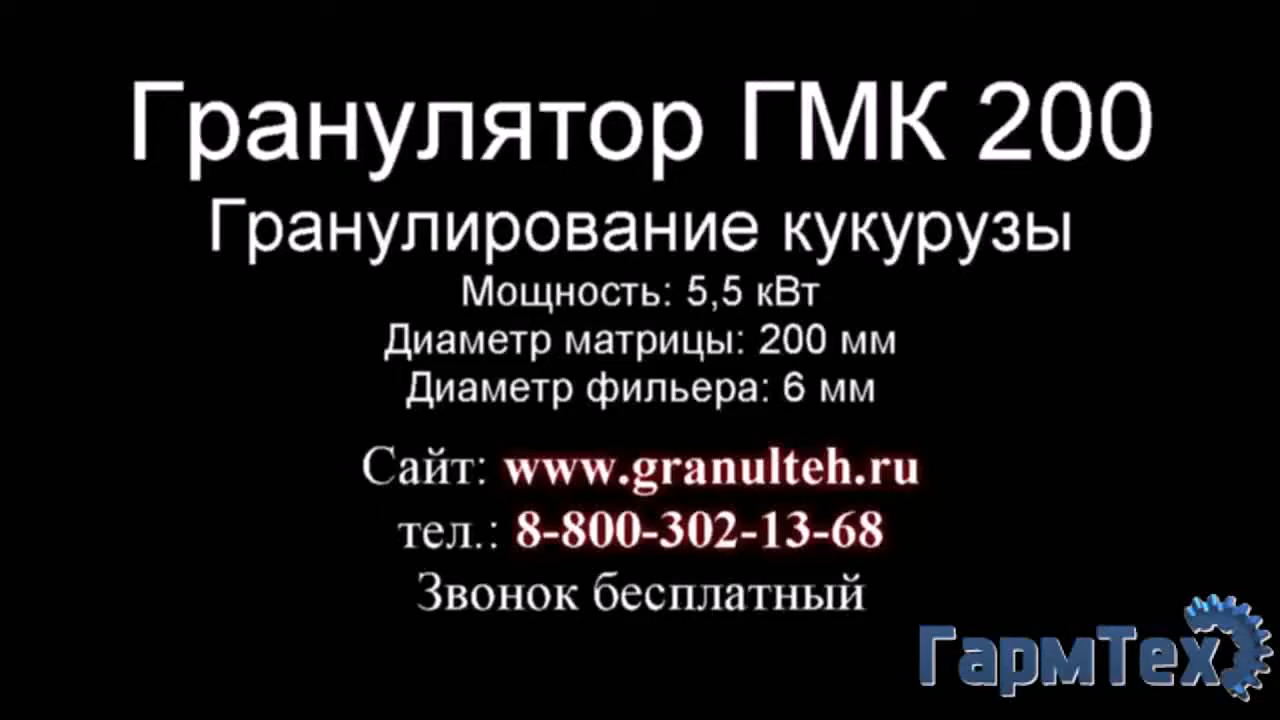 Гранулятор ГМК 200
Гранулирование кукурузы
Мощность: 5,5 кВт
Диаметр матрицы: 200 мм
Диаметр фильера: 6 мм
Сайт: www.granulteh.ru
тел.: 8-800-302-13-68
Звонок бесплатный
ГармТех